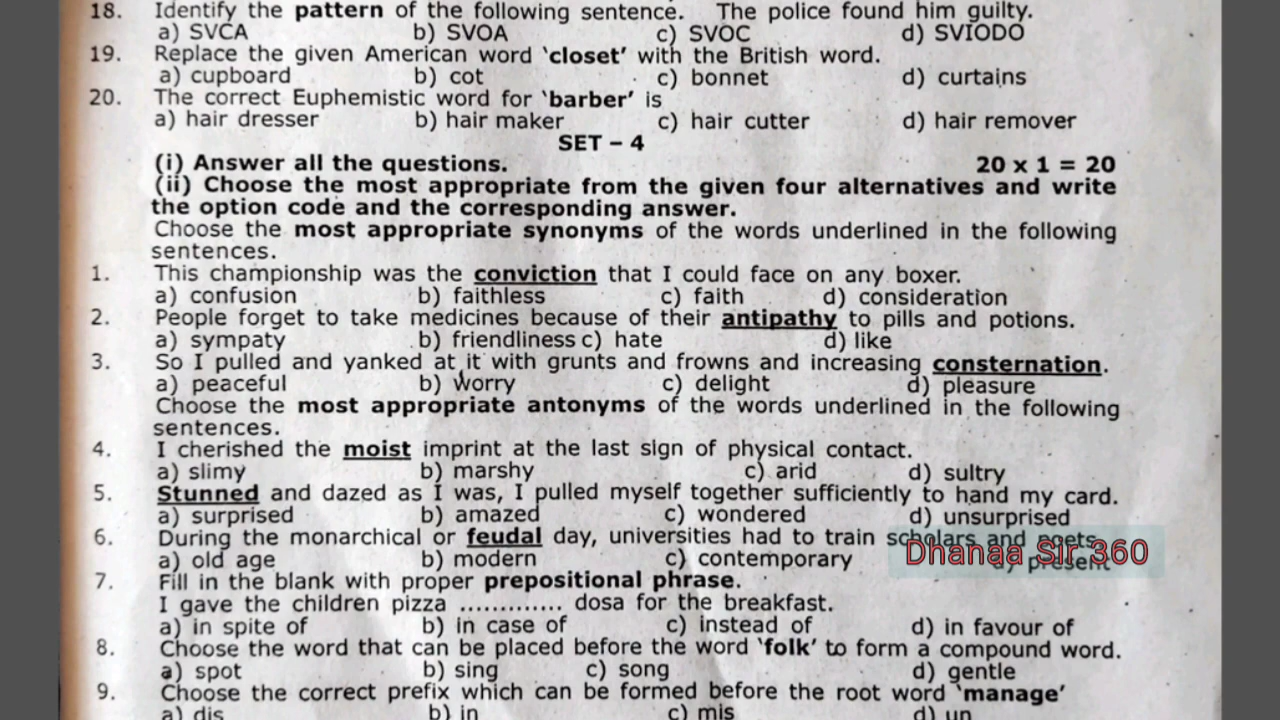 18. Identify the pattern of the following sentence. The police found him guilty.
a) SVCA b) SVOA c) SVOC d) SVIODO
19. Replace the given American word ‘closet’ with the British word.
a) cupboard b) cot c) bonnet d) curtains
20. The correct Euphemistic word for ‘barber’ is
a) hair dresser b) hair maker c) hair cutter d) hair remover
SET – 4
(i) Answer all the questions. 20 x 1 = 20
(ii) Choose the most appropriate from the given four alternatives and write
the option code and the corresponding answer.
Choose the most appropriate synonyms of the words underlined in the following
sentences.
1. This championship was the conviction that I could face on any boxer.
a) confusion b) faithless c) faith d) consideration
2. People forget to take medicines because of their antipathy to pills and potions.
a) sympaty b) friendliness c) hate d) like
3. So I pulled and yanked at it with grunts and frowns and increasing consternation.
a) peaceful b) worry c) delight d) pleasure
Choose the most appropriate antonyms of the words underlined in the following
sentences.
4. I cherished the moist imprint at the last sign of physical contact.
a) slimy b) marshy c) arid d) sultry
5. Stunned and dazed as I was, I pulled myself together sufficiently to hand my card.
a) surprised b) amazed c) wondered d) unsurprised
6. During the monarchical or feudal day, universities had to train scholars and poets
a) old age b) modern c) contemporary d) present
Dhanaa Sir 360
7. Fill in the blank with proper prepositional phrase.
I gave the children pizza ............. dosa for the breakfast.
a) in spite of b) in case of c) instead of d) in favour of
8. Choose the word that can be placed before the word ‘folk’ to form a compound word.
a) spot b) sing c) song d) gentle
9. Choose the correct prefix which can be formed before the root word ‘manage’
a) dis b) in c) mis d) un